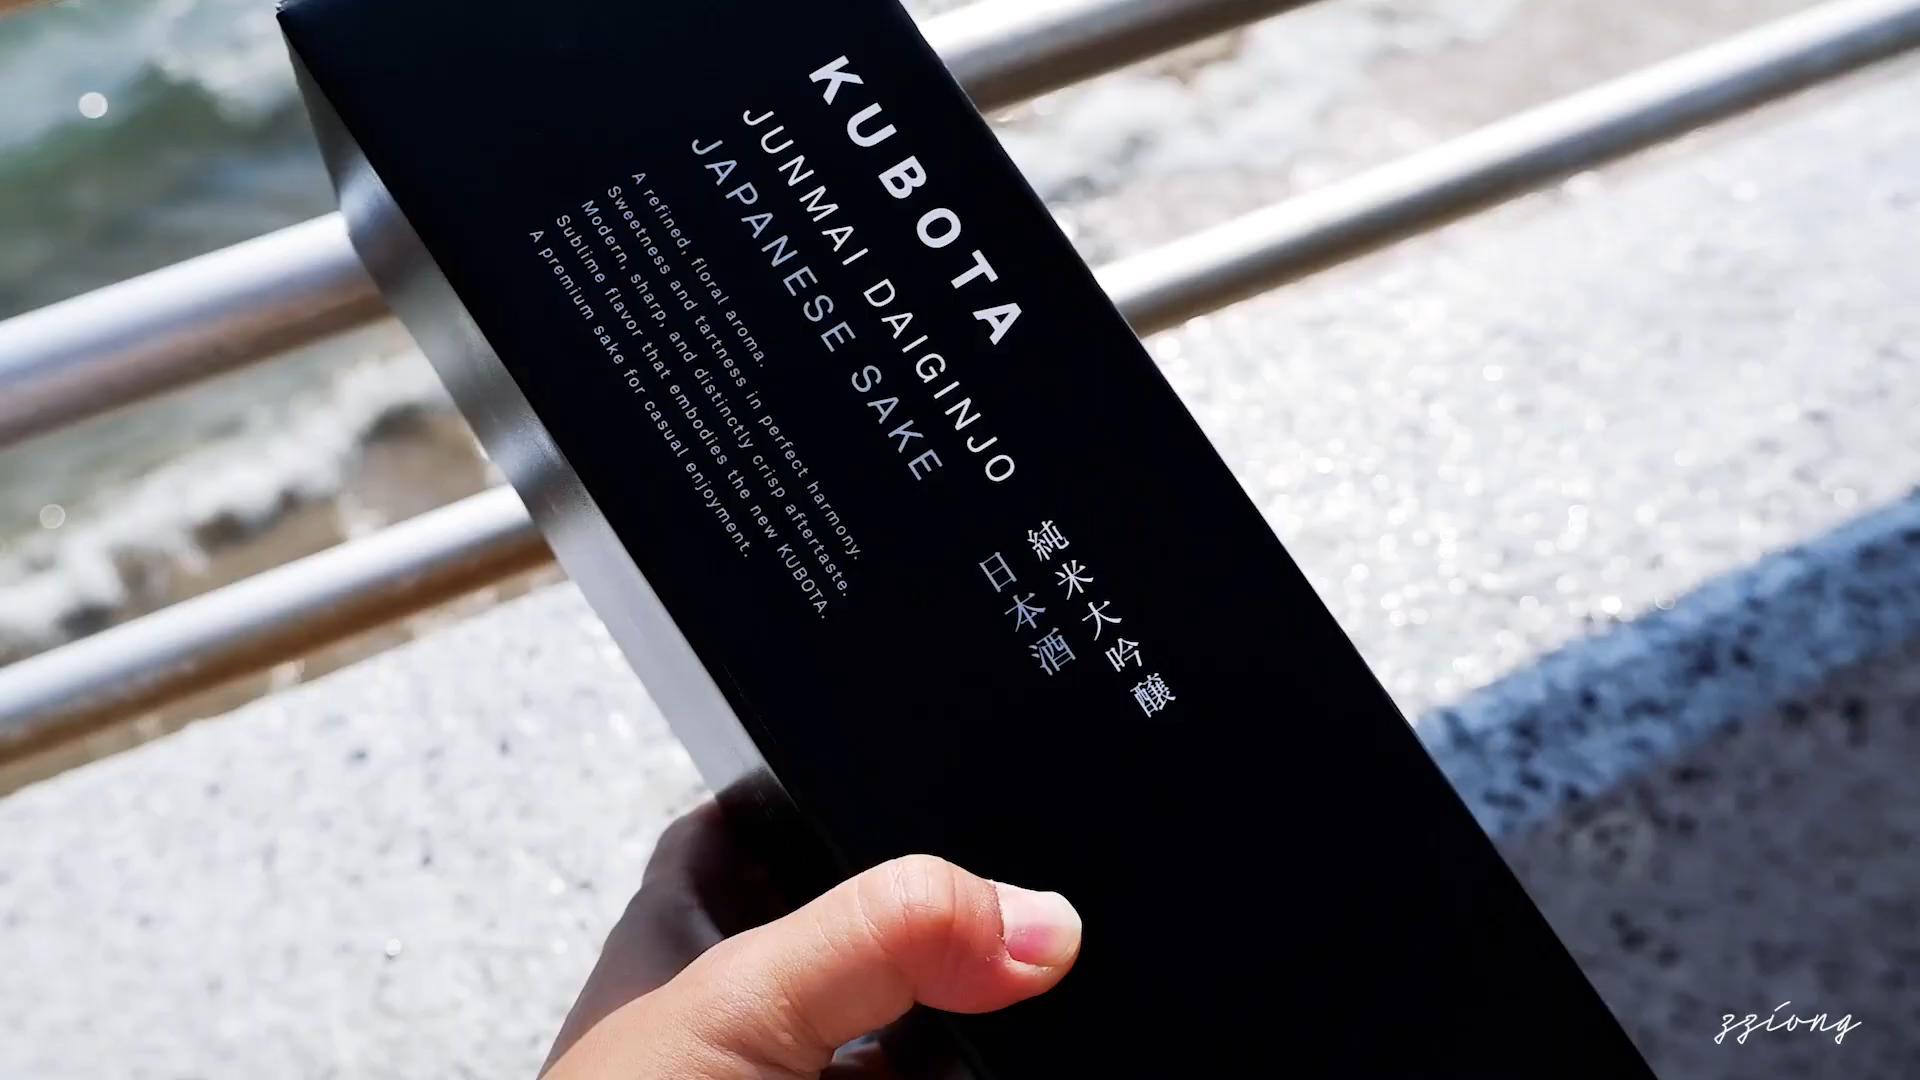 KUBOTA
JUNMAI DAIGINJO
JAPANESE SAKE
A refined, floral aroma.
Sweetness and tartness in perfect harmony.
Modern, sharp, and distinctly crisp aftertaste.
Sublime flavor that embodies the new KUBOTA.
A premium sake for casual enjoyment.
純米大吟醸
日本酒
zziong